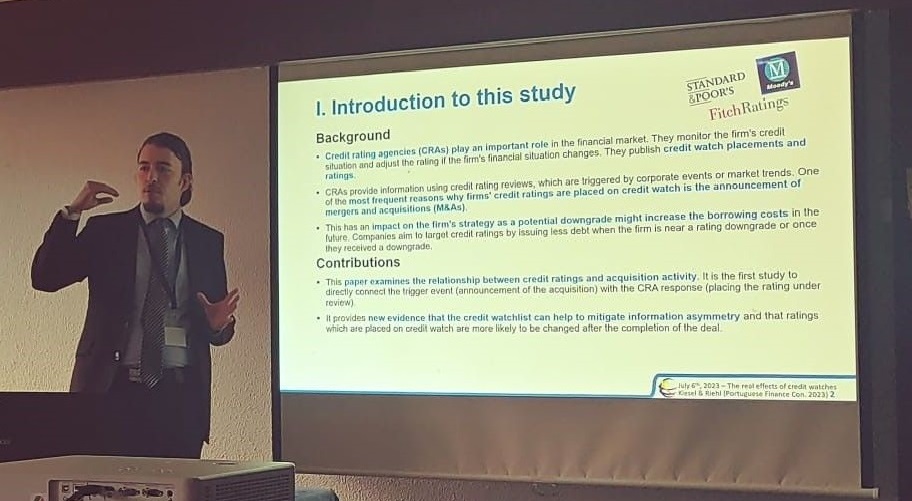 I. Introduction to this study
STANDARD
&POOR'S
M
Moody's
FitchRatings
Background
• Credit rating agencies (CRAs) play an important role in the financial market. They monitor the firm's credit
situation and adjust the rating if the firm's financial situation changes. They publish credit watch placements and
ratings.
• CRAs provide information using credit rating reviews, which are triggered by corporate events or market trends. One
of the most frequent reasons why firms' credit ratings are placed on credit watch is the announcement of
mergers and acquisitions (M&As).
• This has an impact on the firm's strategy as a potential downgrade might increase the borrowing costs in the
future. Companies aim to target credit ratings by issuing less debt when the firm is near a rating downgrade or once
they received a downgrade.
Contributions
• This paper examines the relationship between credit ratings and acquisition activity. It is the first study to
directly connect the trigger event (announcement of the acquisition) with the CRA response (placing the rating under
review).
• It provides new evidence that the credit watchlist can help to mitigate information asymmetry and that ratings
which are placed on credit watch are more likely to be changed after the completion of the deal.
July 6th, 2023 – The real effects of credit watches
Kiesel & Riehl (Portuguese Finance Con. 2023) 2